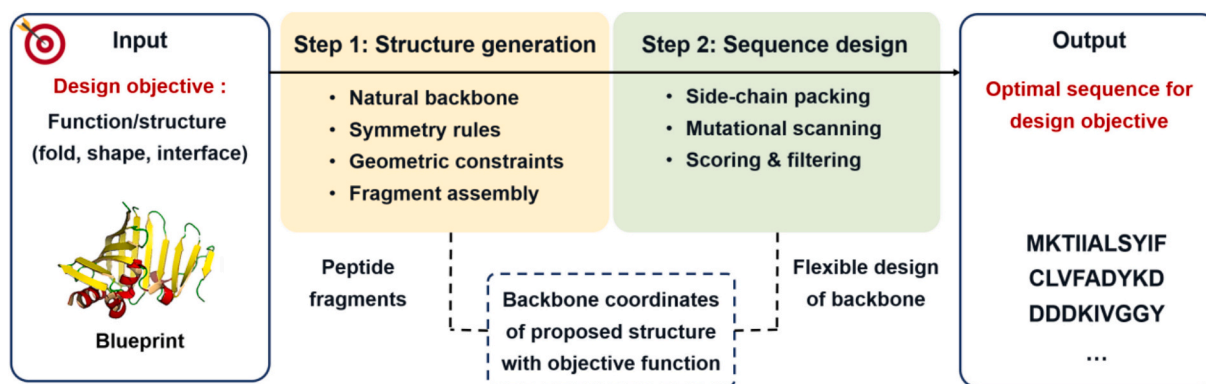 Input
Design objective :
Function/structure
(fold, shape, interface)
Blueprint
Step 1: Structure generation
• Natural backbone
• Symmetry rules
• Geometric constraints
• Fragment assembly
Step 2: Sequence design
• Side-chain packing
• Mutational scanning
• Scoring & filtering
Peptide
fragments
Backbone coordinates
of proposed structure
with objective function
Flexible design
of backbone
Output
Optimal sequence for
design objective
MKTIIALSYIF
CLVFADYKD
DDDKIVGGY
...